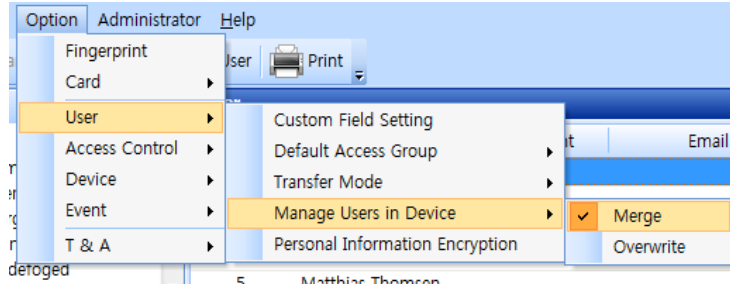 Option Administrator Help
Fingerprint
Card
User
Access Control
Device
Event
T & A
User Print
Custom Field Setting
Default Access Group
Transfer Mode
Manage Users in Device
Personal Information Encryption
Email
Merge
Overwrite
defoged
5 Matthias Thomsen